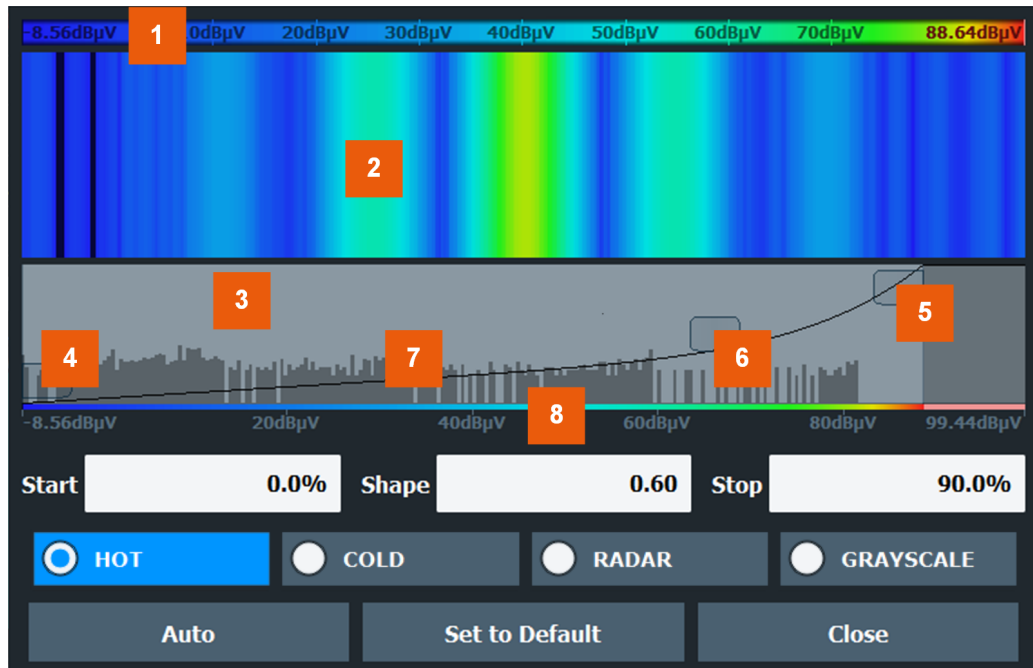 -8.56dBµV 1 0dBµV 20dBµV 30dBµV 40dBµV 50dBµV 60dBµV 70dBµV 88.64dBµV
2
3
5
4 7 6
8
-8.56dBµV 20dBµV 40dBµV 60dBµV 80dBµV 99.44dBµV
Start 0.0% Shape 0.60 Stop 90.0%
HOT COLD RADAR GRAYSCALE
Auto Set to Default Close